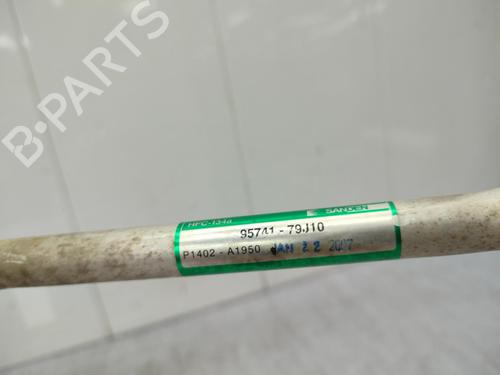 B-PARTS
HFC-134a SANDEN
95741-79J10
P1402-A1950 JAN 22 2007